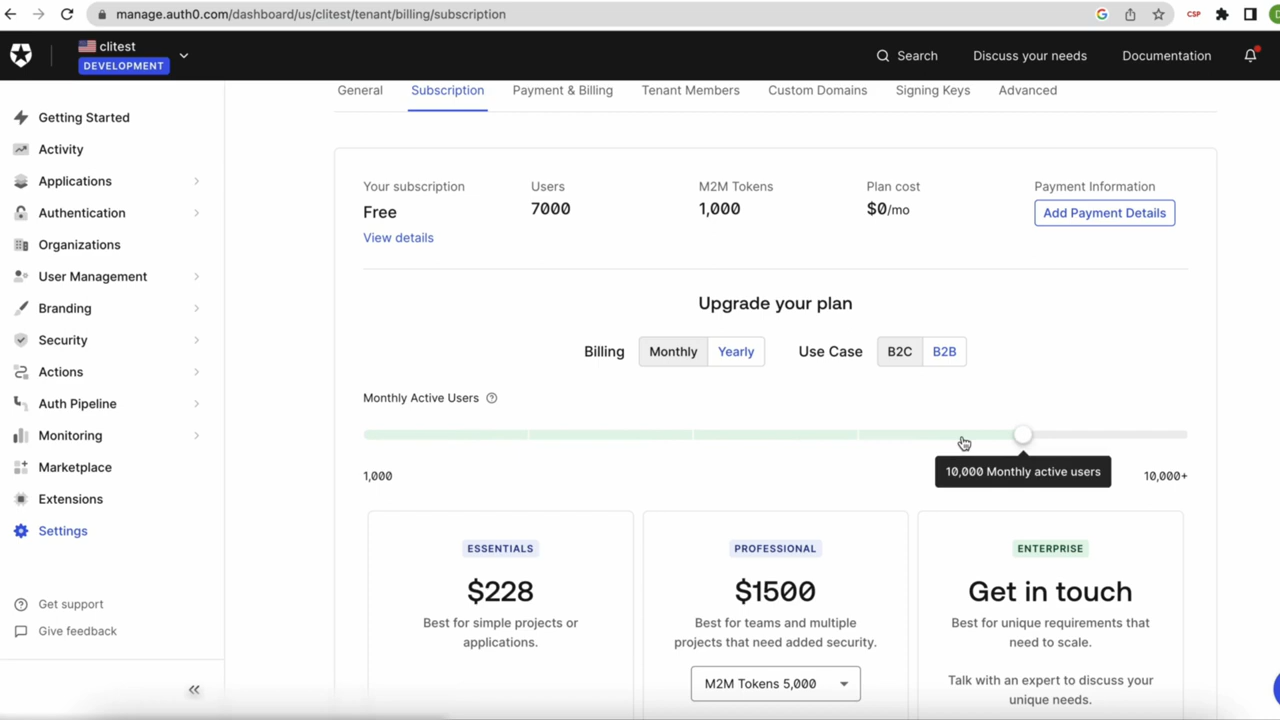 manage.auth0.com/dashboard/us/clitest/tenant/billing/subscription
CSP
clitest
DEVELOPMENT
Search
Discuss your needs
Documentation
General
Subscription
Payment & Billing
Tenant Members
Custom Domains
Signing Keys
Advanced
Getting Started
Activity
Applications
Authentication
Organizations
User Management
Branding
Security
Actions
Auth Pipeline
Monitoring
Marketplace
Extensions
Settings
Get support
Give feedback
Your subscription
Free
View details
Users
7000
M2M Tokens
1,000
Plan cost
$0/mo
Payment Information
Add Payment Details
Upgrade your plan
Billing
Monthly
Yearly
Use Case
B2C
B2B
Monthly Active Users
10,000 Monthly active users
1,000
10,000+
ESSENTIALS
$228
Best for simple projects or
applications.
PROFESSIONAL
$1500
Best for teams and multiple
projects that need added security.
M2M Tokens 5,000
ENTERPRISE
Get in touch
Best for unique requirements that
need to scale.
Talk with an expert to discuss your
unique needs.